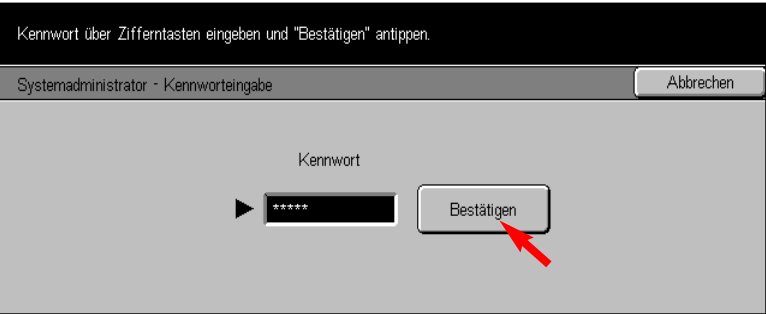 Kennwort über Zifferntasten eingeben und "Bestätigen" antippen.
Systemadministrator - Kennworteingabe
Abbrechen
Kennwort
*****
Bestätigen